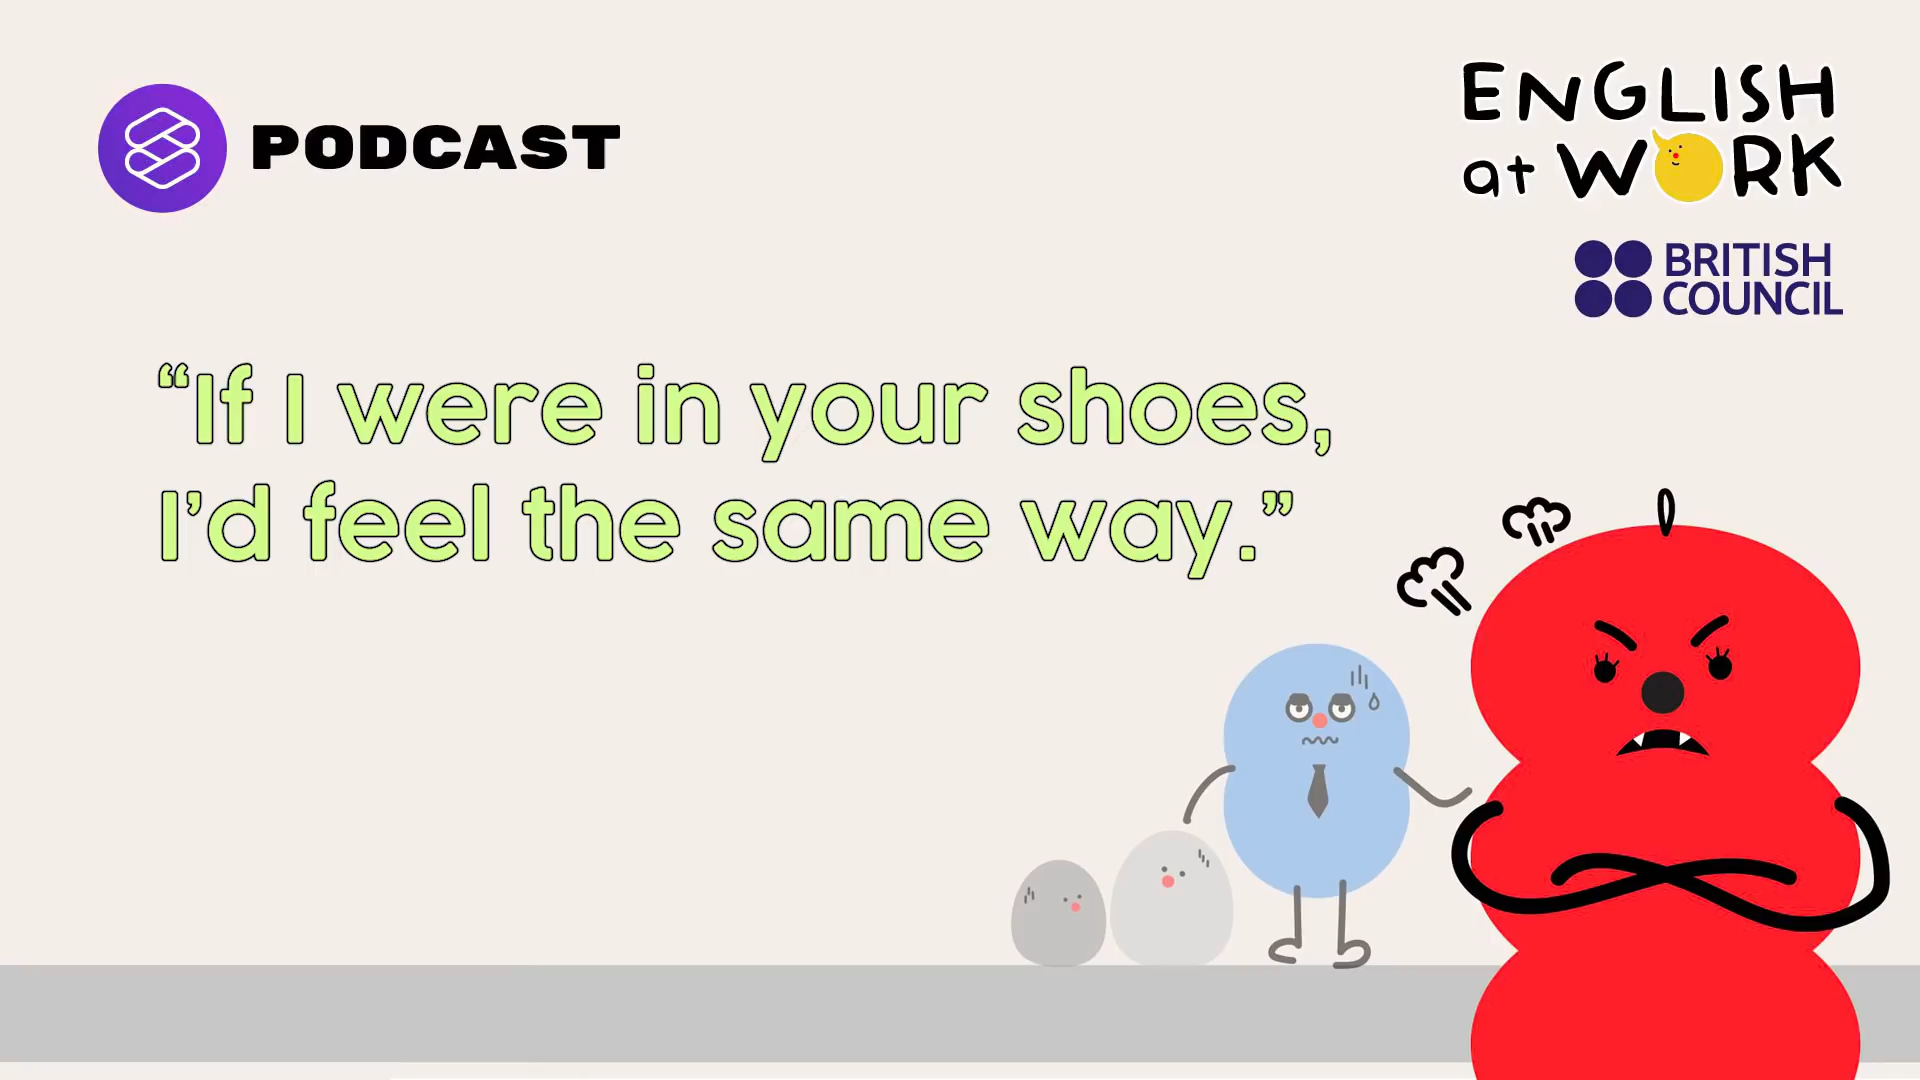 PODCAST
ENGLISH
at WORK
BRITISH
COUNCIL
“If I were in your shoes,
I’d feel the same way.”